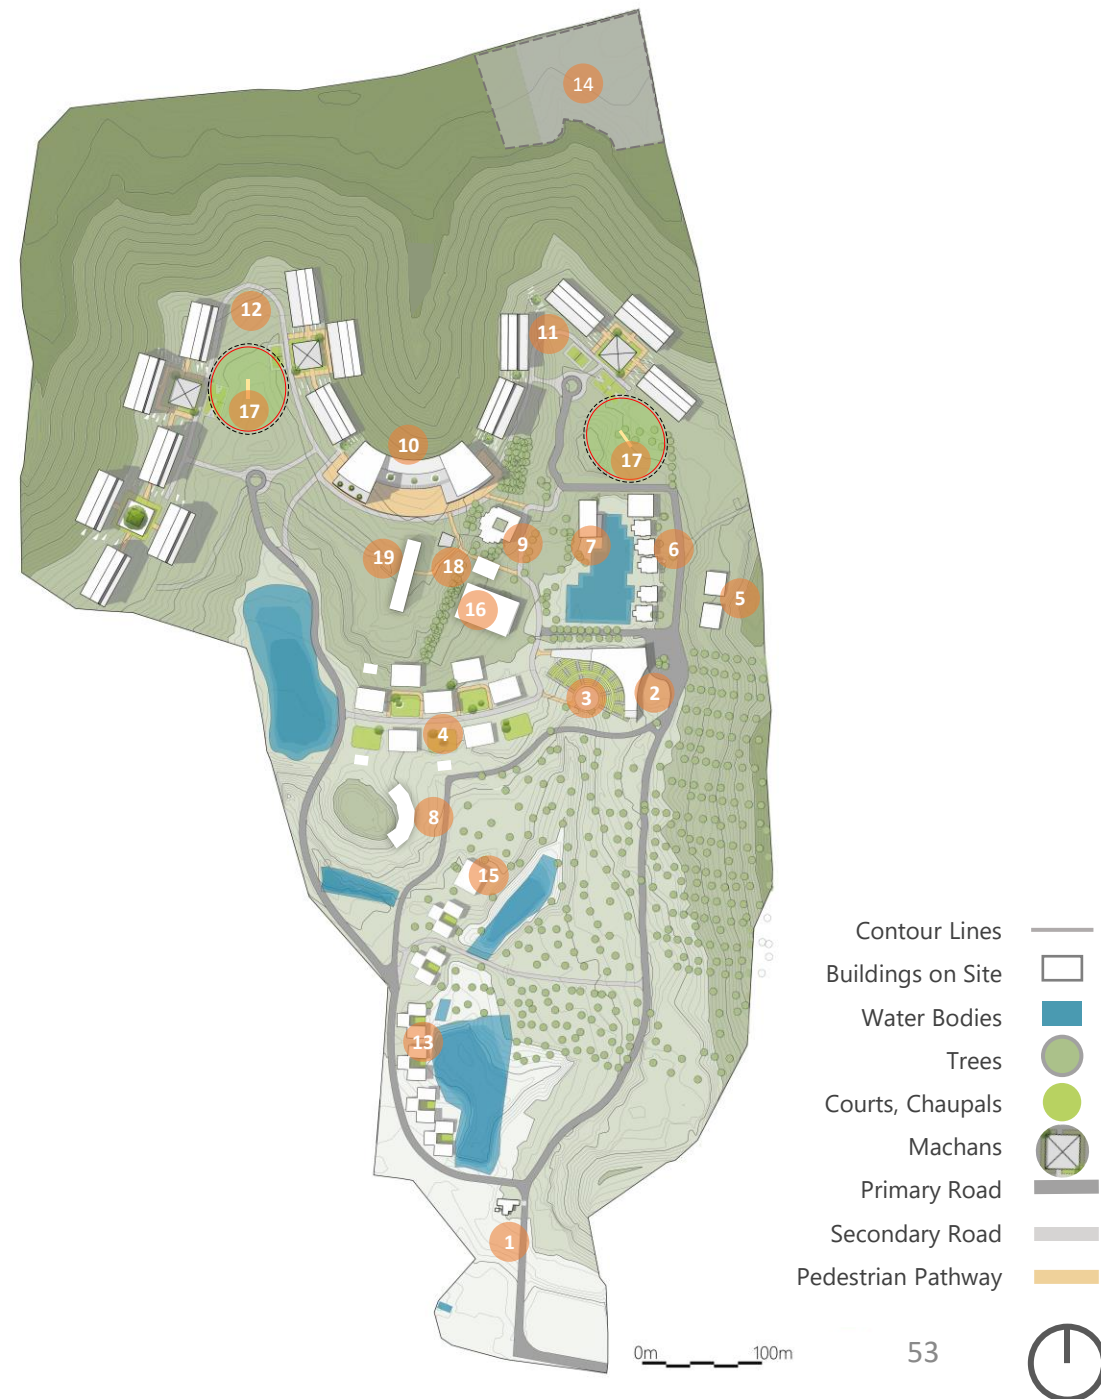 14
12
11
17
10
17
19
18
9
7
6
5
16
3
2
4
8
15
13
1
Contour Lines
Buildings on Site
Water Bodies
Trees
Courts, Chaupals
Machans
Primary Road
Secondary Road
Pedestrian Pathway
0m 100m
53